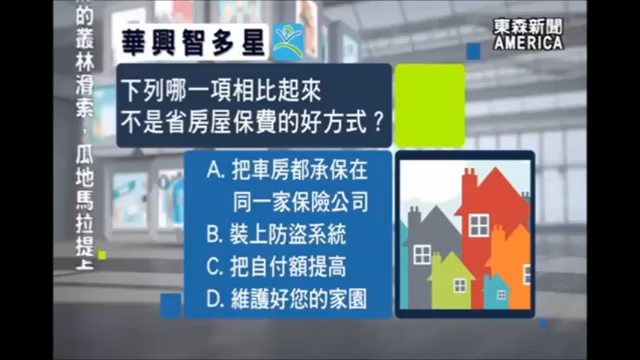 東森新聞
AMERICA
華興智多星
下列哪一項相比起來
不是省房屋保費的好方式？
A. 把車房都承保在
同一家保險公司
B. 裝上防盜系統
C. 把自付額提高
D. 維護好您的家園
的叢林滑索，瓜地馬拉提